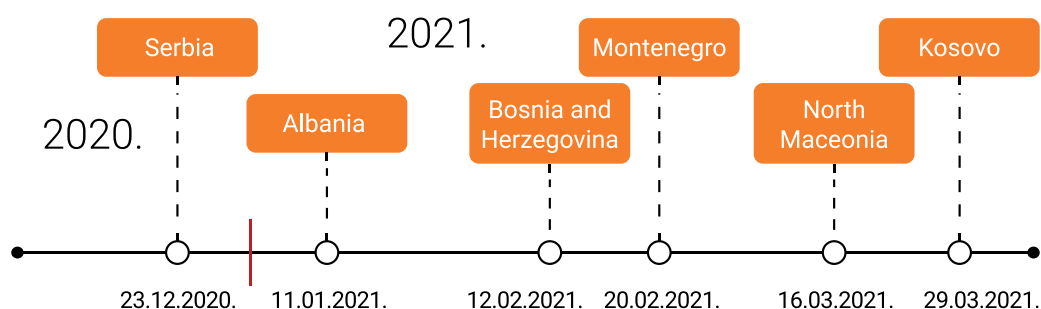 2020.
2021.
Serbia
Albania
Bosnia and
Herzegovina
Montenegro
North
Maceonia
Kosovo
23.12.2020.
11.01.2021.
12.02.2021.
20.02.2021.
16.03.2021.
29.03.2021.